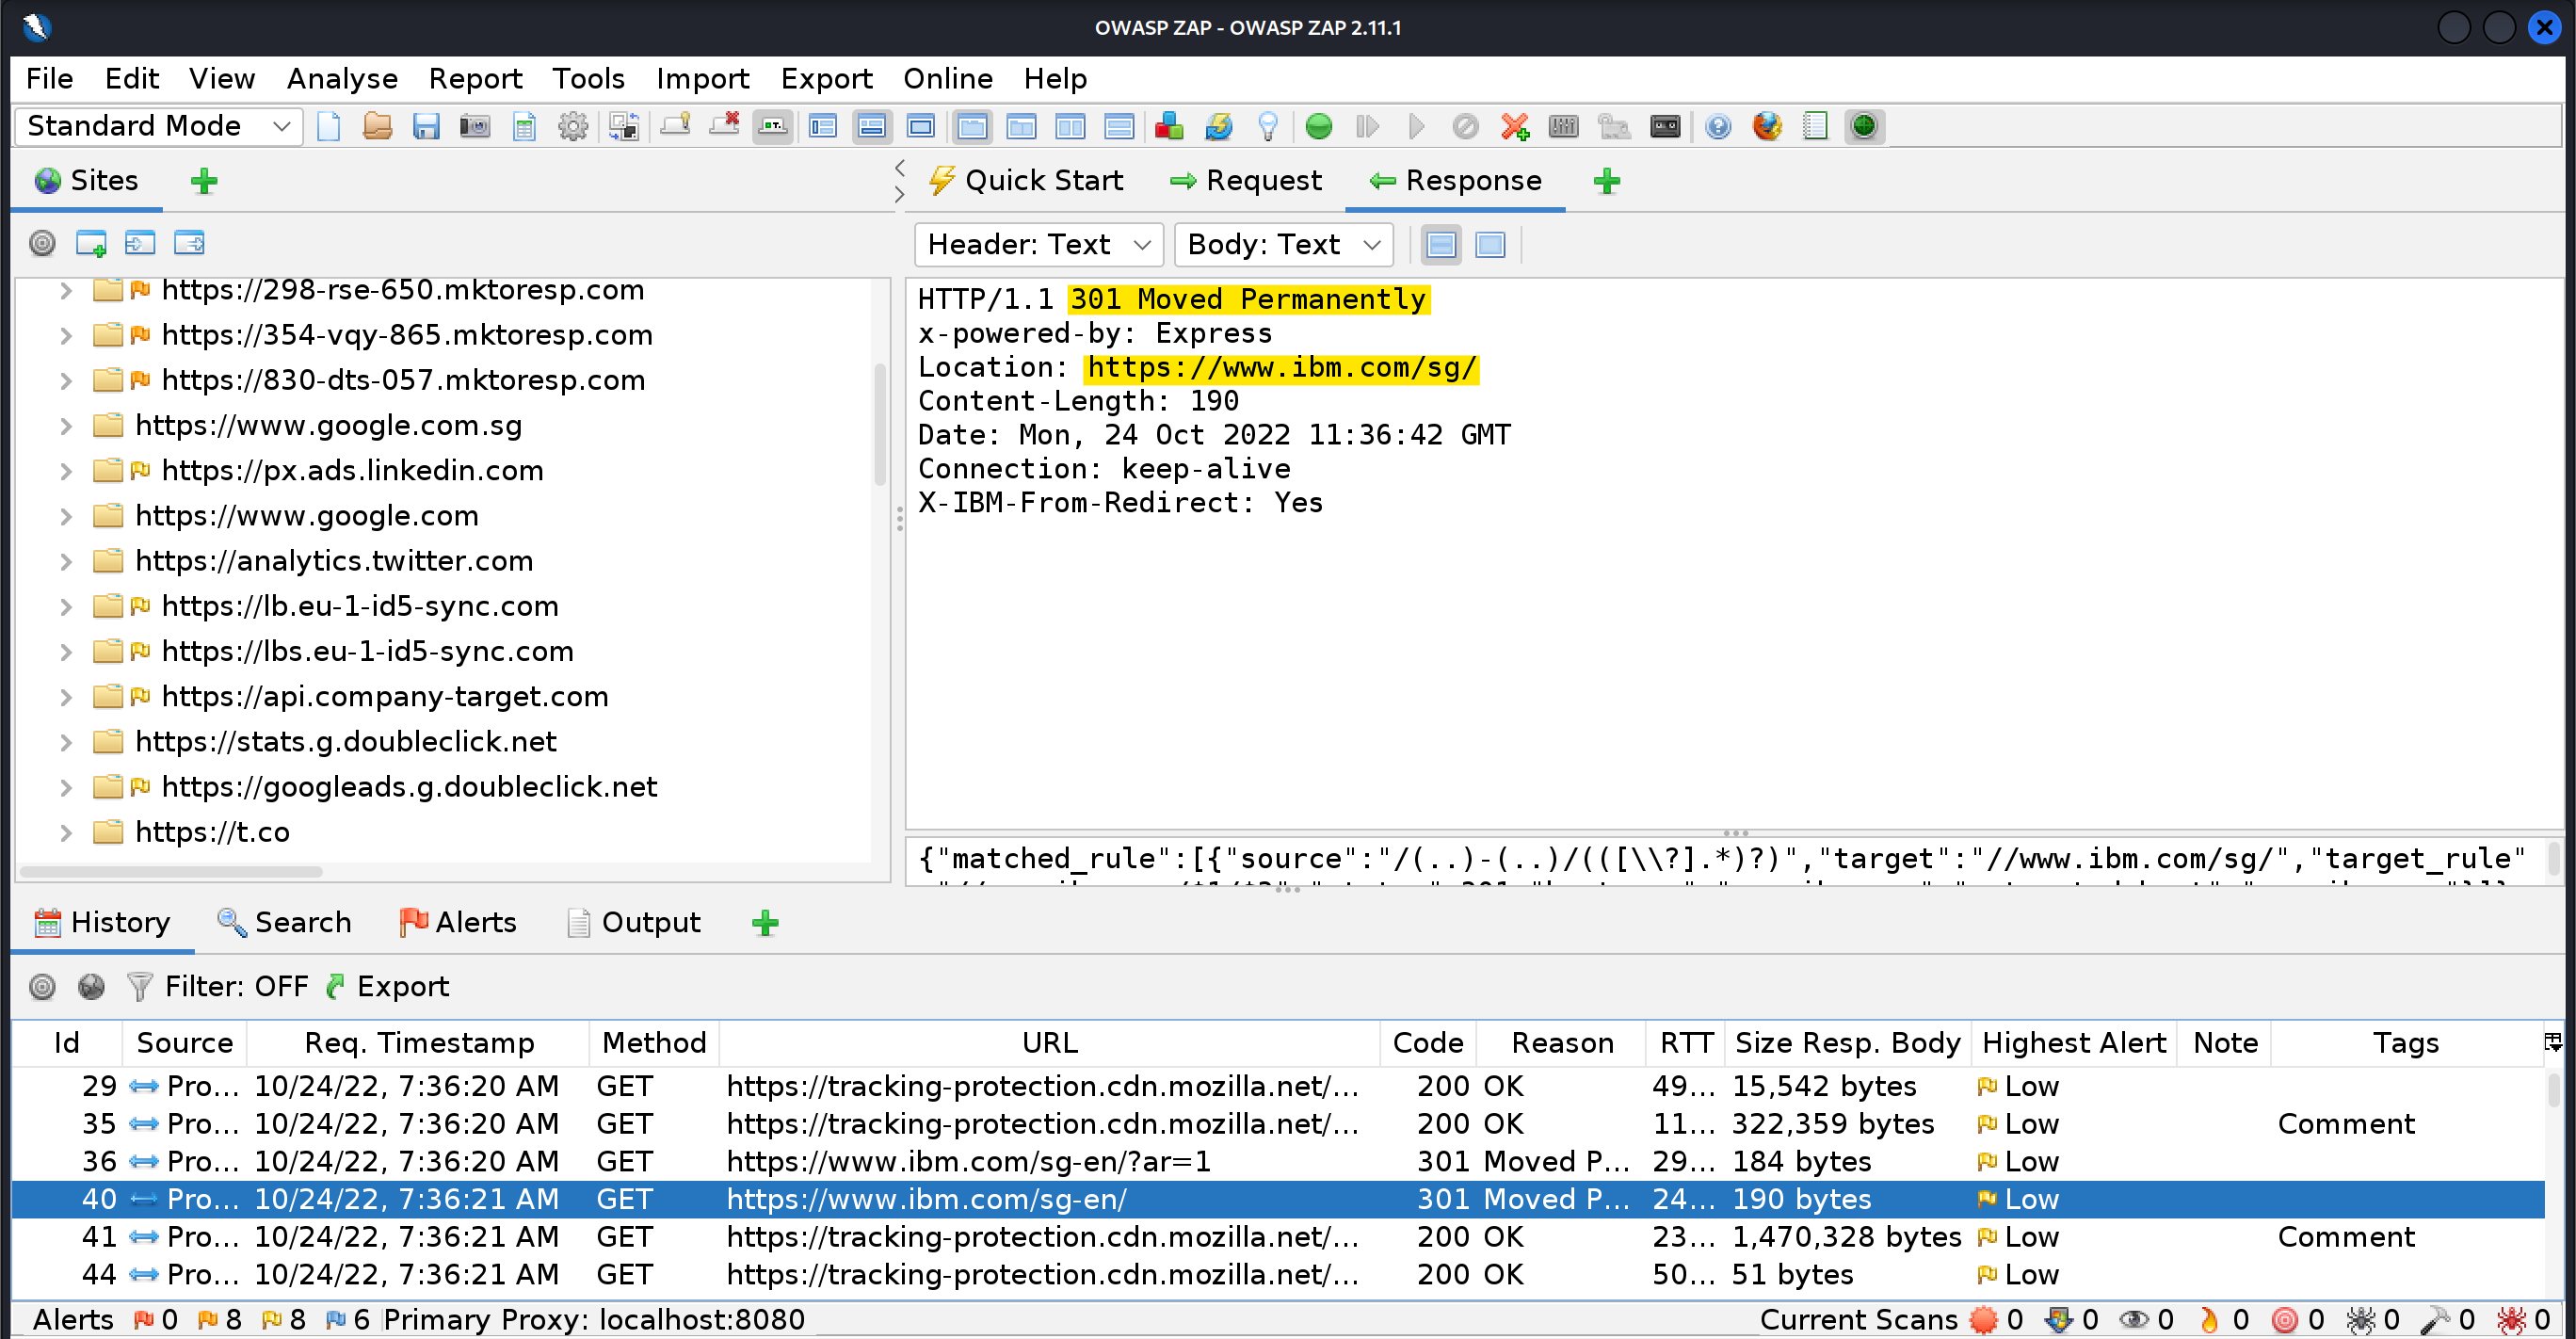 OWASP ZAP - OWASP ZAP 2.11.1
File Edit View Analyse Report Tools Import Export Online Help
Standard Mode
Sites
Quick Start Request Response
Header: Text Body: Text
https://298-rse-650.mktoresp.com
https://354-vqy-865.mktoresp.com
https://830-dts-057.mktoresp.com
https://www.google.com.sg
https://px.ads.linkedin.com
https://www.google.com
https://analytics.twitter.com
https://lb.eu-1-id5-sync.com
https://lbs.eu-1-id5-sync.com
https://api.company-target.com
https://stats.g.doubleclick.net
https://googleads.g.doubleclick.net
https://t.co
HTTP/1.1 301 Moved Permanently
x-powered-by: Express
Location: https://www.ibm.com/sg/
Content-Length: 190
Date: Mon, 24 Oct 2022 11:36:42 GMT
Connection: keep-alive
X-IBM-From-Redirect: Yes
{"matched_rule":[{"source":"/(..)-(..)/(([\\?].*)?)","target":"//www.ibm.com/sg/","target_rule"
History Search Alerts Output
Filter: OFF Export
Id Source Req. Timestamp Method URL Code Reason RTT Size Resp. Body Highest Alert Note Tags
29 Pro... 10/24/22, 7:36:20 AM GET https://tracking-protection.cdn.mozilla.net/... 200 OK 49... 15,542 bytes Low
35 Pro... 10/24/22, 7:36:20 AM GET https://tracking-protection.cdn.mozilla.net/... 200 OK 11... 322,359 bytes Low Comment
36 Pro... 10/24/22, 7:36:20 AM GET https://www.ibm.com/sg-en/?ar=1 301 Moved P... 29... 184 bytes Low
40 Pro... 10/24/22, 7:36:21 AM GET https://www.ibm.com/sg-en/ 301 Moved P... 24... 190 bytes Low
41 Pro... 10/24/22, 7:36:21 AM GET https://tracking-protection.cdn.mozilla.net/... 200 OK 23... 1,470,328 bytes Low Comment
44 Pro... 10/24/22, 7:36:21 AM GET https://tracking-protection.cdn.mozilla.net/... 200 OK 50... 51 bytes Low
Alerts 0 8 8 6 Primary Proxy: localhost:8080 Current Scans 0 0 0 0 0 0 0 0